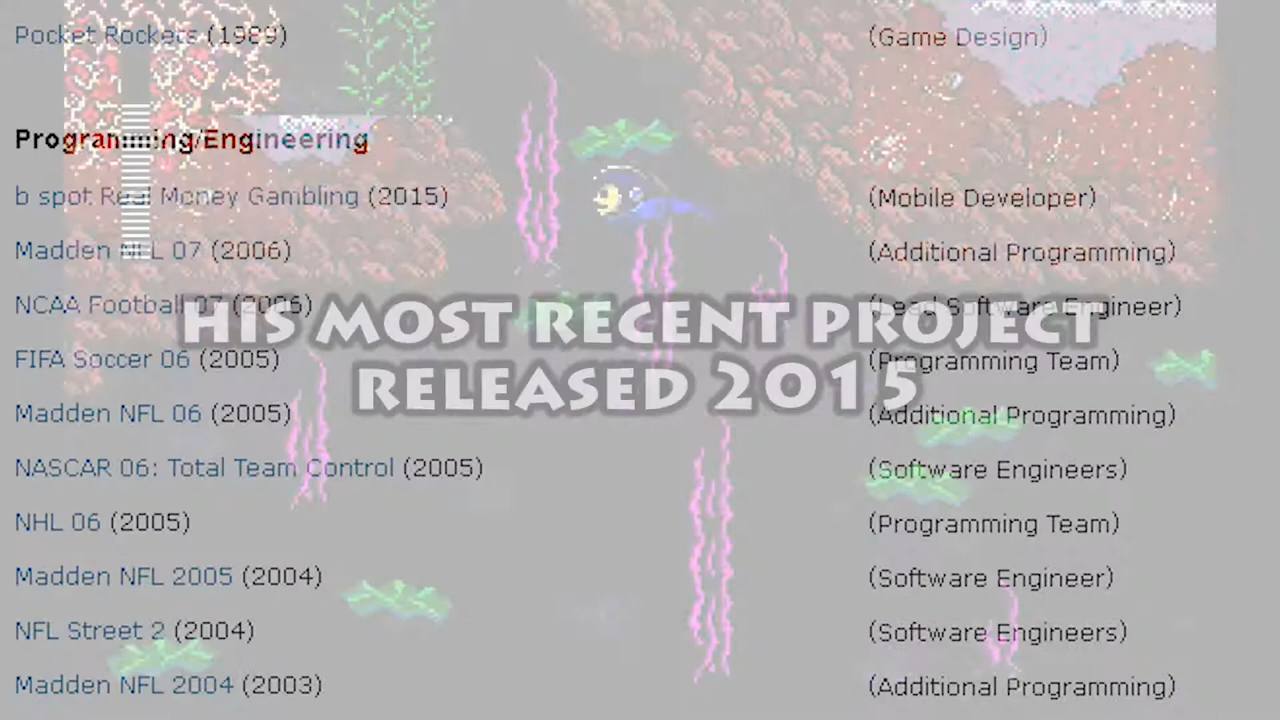 Pocket Rockets (1989) (Game Design)
Programming/Engineering
b spot Real Money Gambling (2015) (Mobile Developer)
Madden NFL 07 (2006) (Additional Programming)
NCAA Football 07 (2006) (Lead Software Engineer)
HIS MOST RECENT PROJECT
RELEASED 2015
FIFA Soccer 06 (2005) (Programming Team)
Madden NFL 06 (2005) (Additional Programming)
NASCAR 06: Total Team Control (2005) (Software Engineers)
NHL 06 (2005) (Programming Team)
Madden NFL 2005 (2004) (Software Engineer)
NFL Street 2 (2004) (Software Engineers)
Madden NFL 2004 (2003) (Additional Programming)